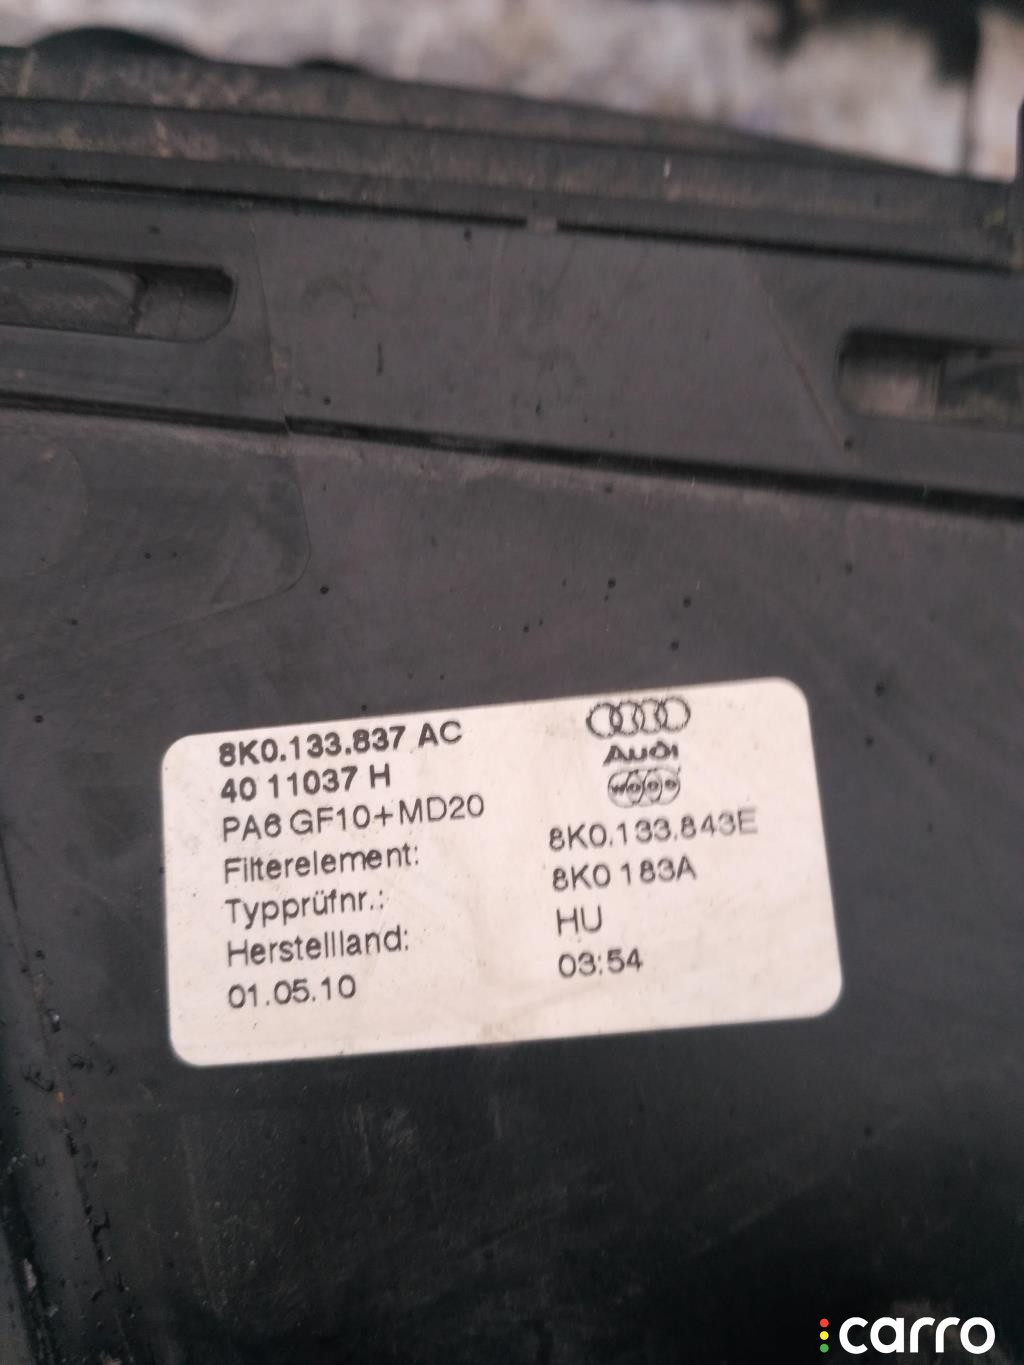 8K0.133.837 AC
40 11037 H
PA6 GF10+MD20
Filterelement: 8K0.133.843E
Typprüfnr.: 8K0 183A
Herstellland: HU
01.05.10 03:54
Audi
carro